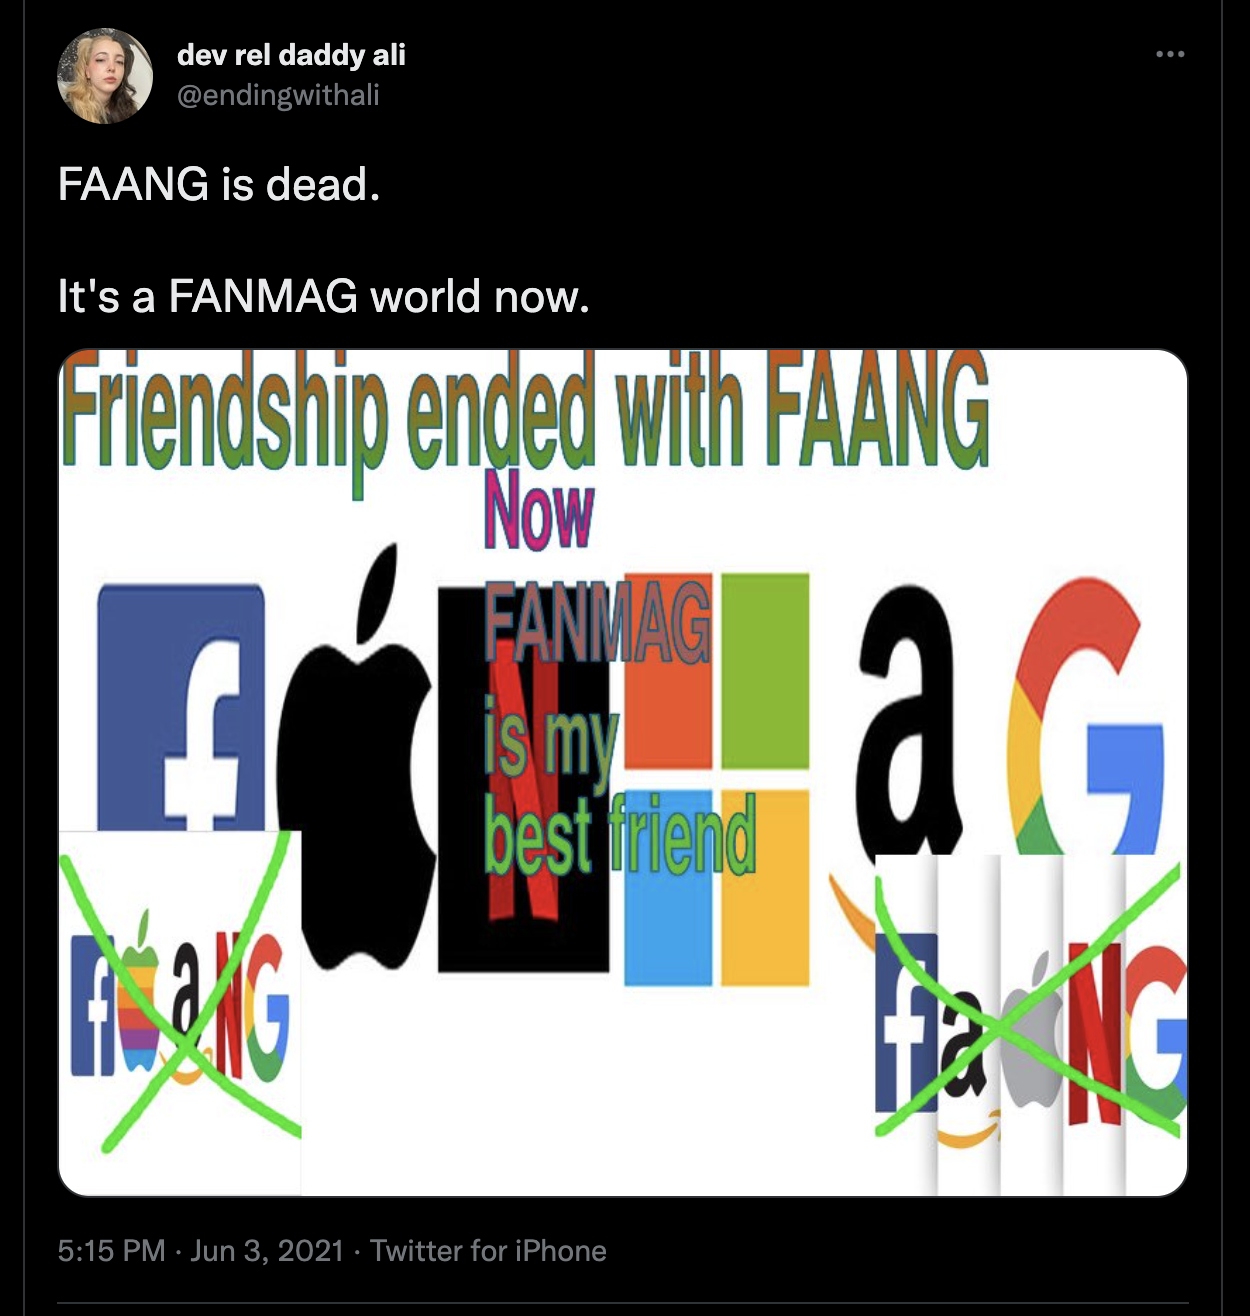 dev rel daddy ali
@endingwithali
FAANG is dead.
It's a FANMAG world now.
Friendship ended with FAANG
Now
FANMAG
is my
best friend
f N a G
f a N G
f a N G
5:15 PM · Jun 3, 2021 · Twitter for iPhone